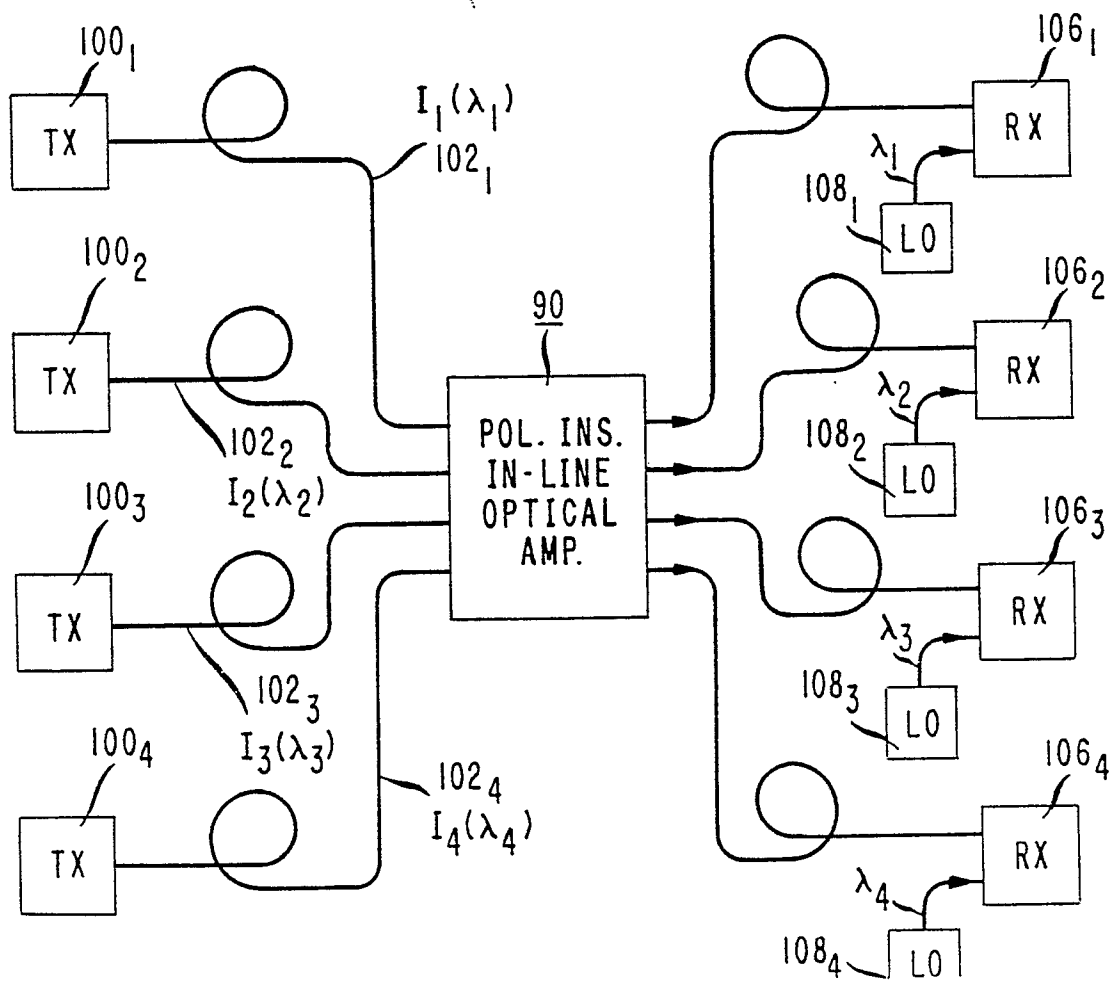 100₁
TX
I₁(λ₁)
102₁
106₁
RX
λ₁
108₁
LO
100₂
TX
102₂
I₂(λ₂)
90
POL. INS.
IN-LINE
OPTICAL
AMP.
106₂
RX
λ₂
108₂
LO
100₃
TX
102₃
I₃(λ₃)
106₃
RX
λ₃
108₃
LO
100₄
TX
102₄
I₄(λ₄)
106₄
RX
λ₄
108₄
LO